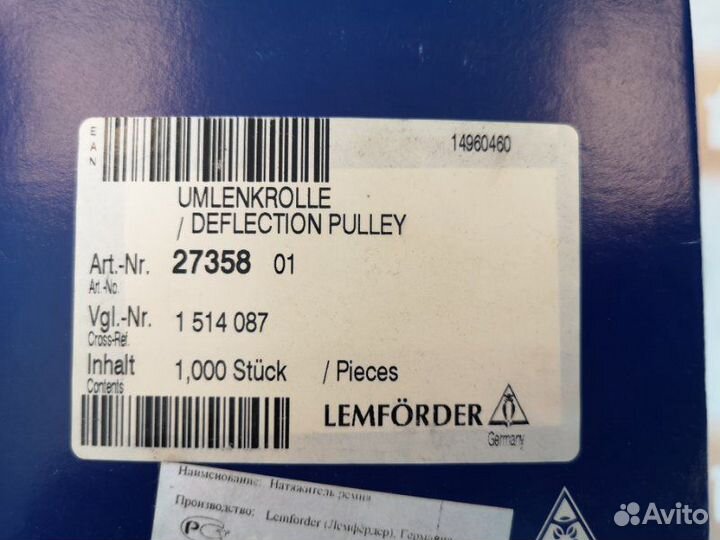 E
A
N
14960460
UMLENKROLLE
/ DEFLECTION PULLEY
Art.-Nr. 27358 01
Art.-No.
Vgl.-Nr. 1 514 087
Cross-Ref.
Inhalt 1,000 Stück / Pieces
Contents
LEMFÖRDER
Germany
Наименование: Натяжитель ремня
Производство: Lemforder (Лемфёрдер), Германия
РСТ
Avito